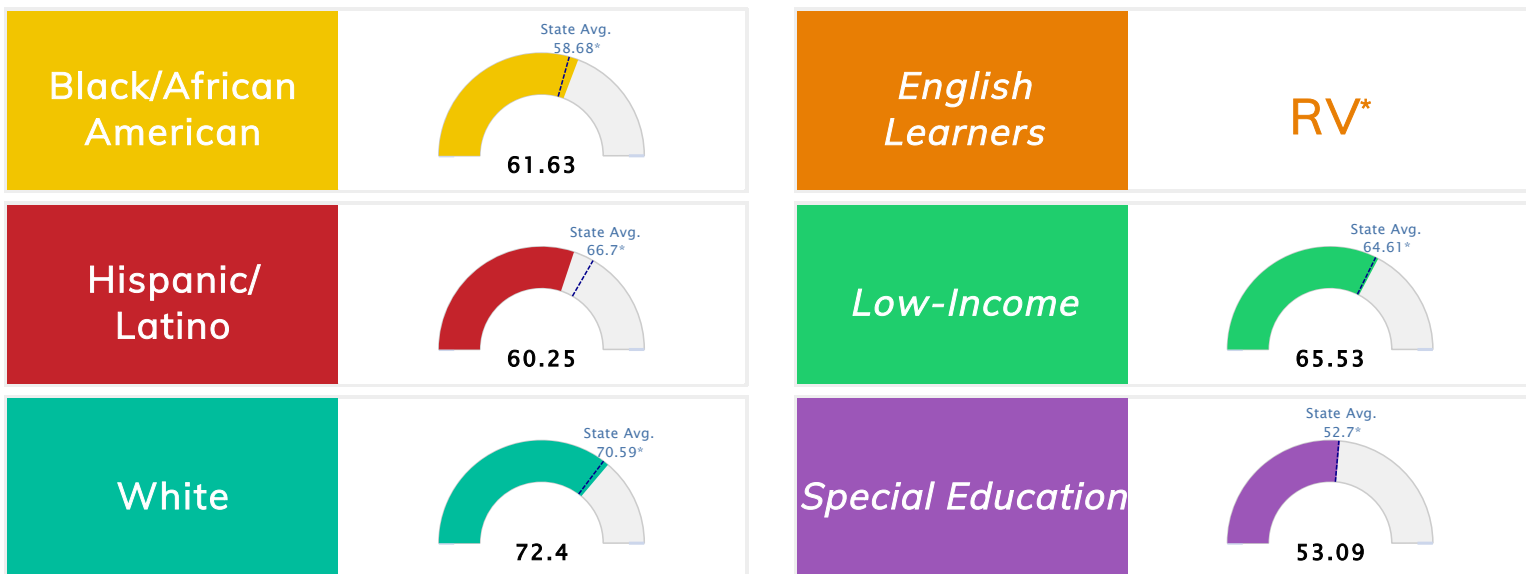 Black/African
American
State Avg.
58.68*
61.63
English
Learners
RV*
Hispanic/
Latino
State Avg.
66.7*
60.25
Low-Income
State Avg.
64.61*
65.53
White
State Avg.
70.59*
72.4
Special Education
State Avg.
52.7*
53.09